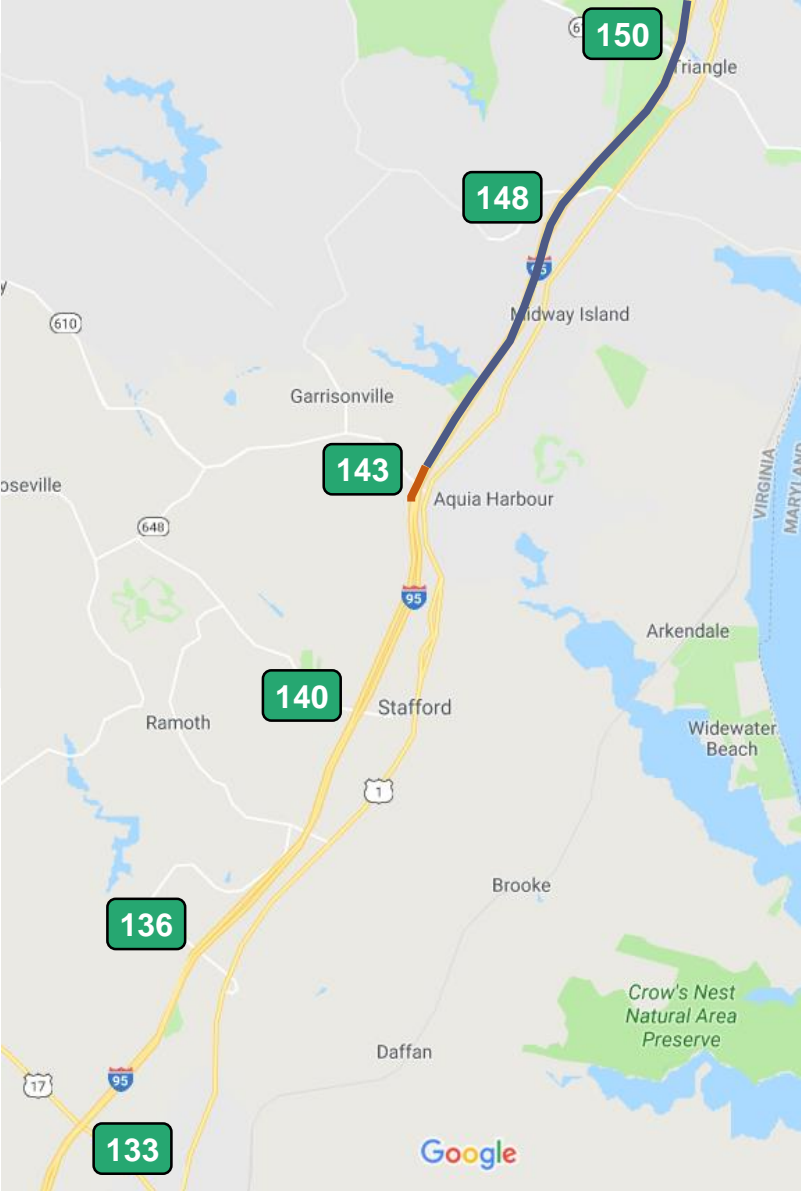 150
Triangle
148
95
Midway Island
610
Garrisonville
143
oseville
Aquia Harbour
VIRGINIA
MARYLAND
648
95
Arkendale
140
Stafford
Ramoth
Widewater
Beach
1
Brooke
136
Crow's Nest
Natural Area
Preserve
Daffan
95
17
133
Google